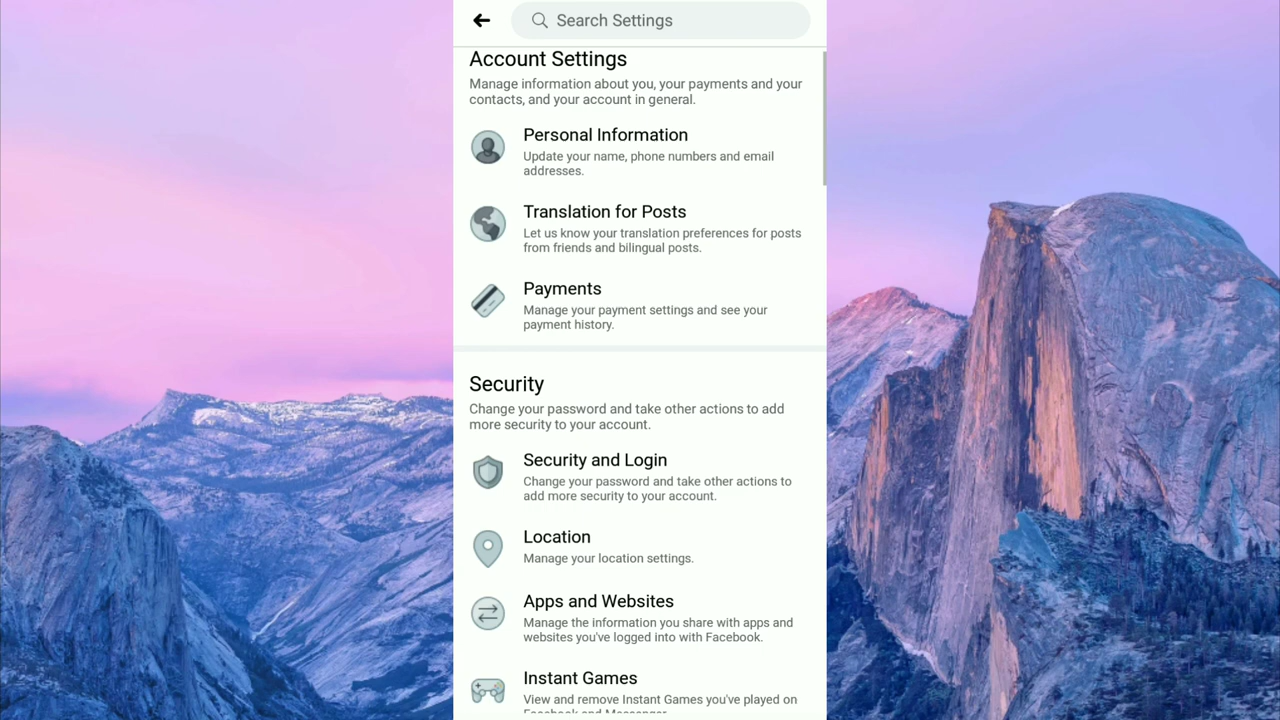 Search Settings
Account Settings
Manage information about you, your payments and your
contacts, and your account in general.
Personal Information
Update your name, phone numbers and email
addresses.
Translation for Posts
Let us know your translation preferences for posts
from friends and bilingual posts.
Payments
Manage your payment settings and see your
payment history.
Security
Change your password and take other actions to add
more security to your account.
Security and Login
Change your password and take other actions to
add more security to your account.
Location
Manage your location settings.
Apps and Websites
Manage the information you share with apps and
websites you've logged into with Facebook.
Instant Games
View and remove Instant Games you've played on
Facebook and Messenger.